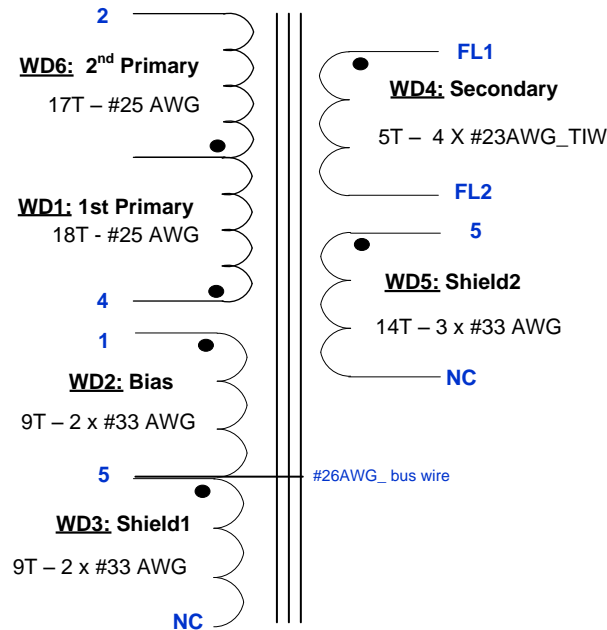 2
WD6: 2nd Primary
17T – #25 AWG
WD1: 1st Primary
18T - #25 AWG
4
1
WD2: Bias
9T – 2 x #33 AWG
5
#26AWG_ bus wire
WD3: Shield1
9T – 2 x #33 AWG
NC
FL1
WD4: Secondary
5T – 4 X #23AWG_TIW
FL2
5
WD5: Shield2
14T – 3 x #33 AWG
NC